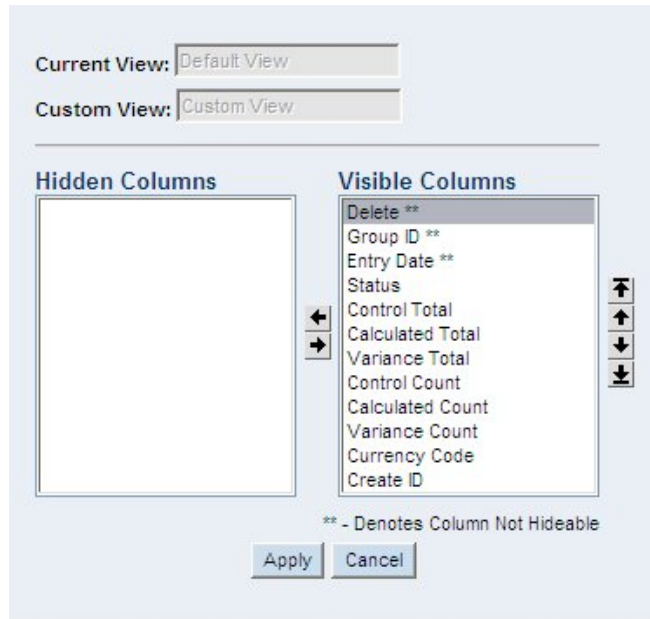 Current View: Default View
Custom View: Custom View
Hidden Columns
Visible Columns
Delete **
Group ID **
Entry Date **
Status
Control Total
Calculated Total
Variance Total
Control Count
Calculated Count
Variance Count
Currency Code
Create ID
** - Denotes Column Not Hideable
Apply Cancel